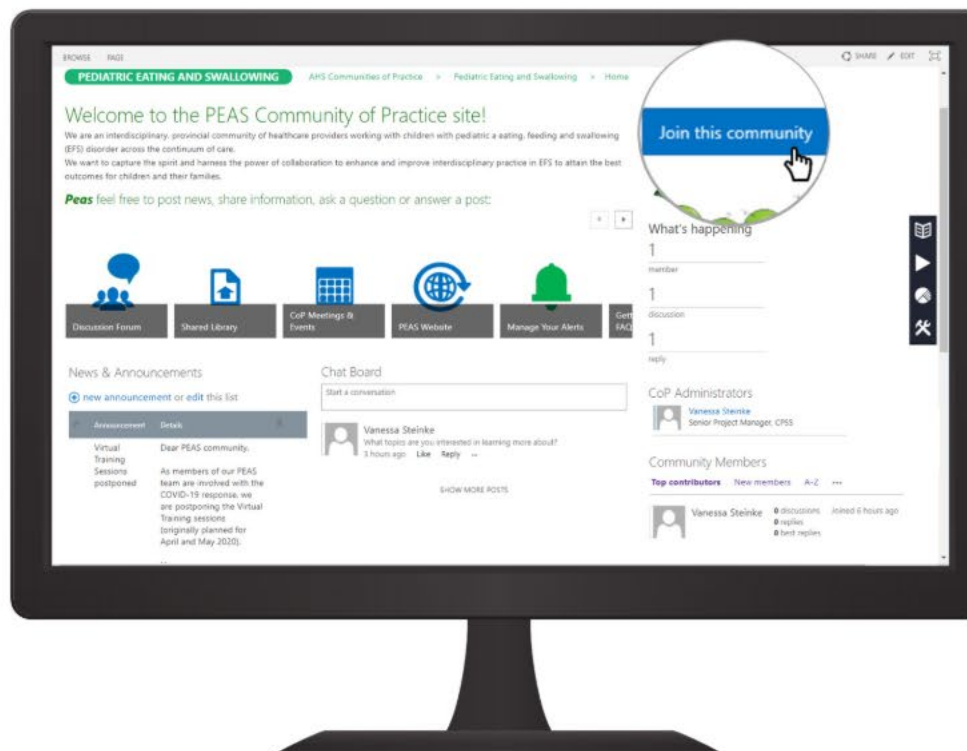 BROWSE PAGE
SHARE EDIT
PEDIATRIC EATING AND SWALLOWING
AHS Communities of Practice > Pediatric Eating and Swallowing > Home
Welcome to the PEAS Community of Practice site!
We are an interdisciplinary, provincial community of healthcare providers working with children with pediatric a eating, feeding and swallowing
(EFS) disorder across the continuum of care.
We want to capture the spirit and harness the power of collaboration to enhance and improve interdisciplinary practice in EFS to attain the best
outcomes for children and their families.
Peas feel free to post news, share information, ask a question or answer a post:
Join this community
Discussion Forum
Shared Library
CoP Meetings &
Events
PEAS Website
Manage Your Alerts
Gett
FAQ
What's happening
1
member
1
discussion
1
reply
News & Announcements
new announcement or edit this list
Announcement Details
Virtual
Training
Sessions
postponed
Dear PEAS community,
As members of our PEAS
team are involved with the
COVID-19 response, we
are postponing the Virtual
Training sessions
(originally planned for
April and May 2020).
Chat Board
Start a conversation
Vanessa Steinke
What topics are you interested in learning more about?
3 hours ago Like Reply ...
SHOW MORE POSTS
CoP Administrators
Vanessa Steinke
Senior Project Manager, CPSS
Community Members
Top contributors New members A-Z ...
Vanessa Steinke
0 discussions
0 replies
0 best replies
Joined 6 hours ago